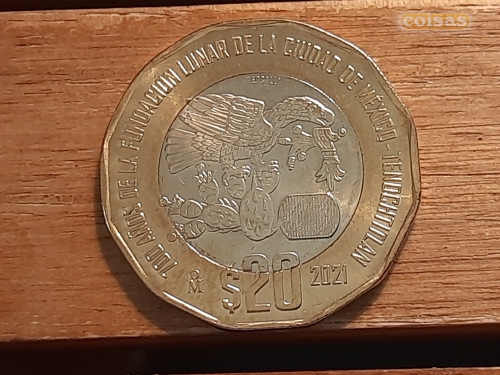 coisas
700 AÑOS DE LA FUNDACIÓN LUNAR DE LA CIUDAD DE MÉXICO - TENOCHTITLAN
M
$20
2021